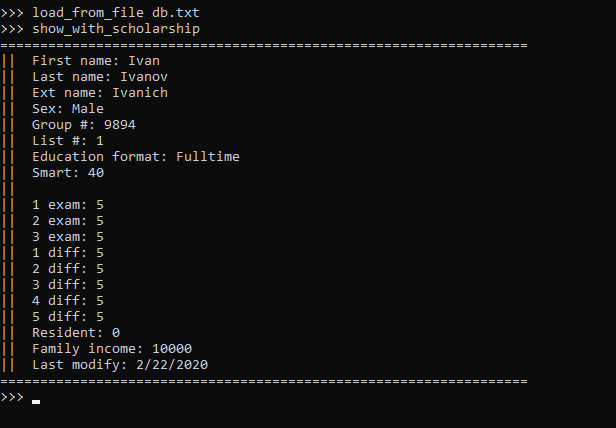 >>> load_from_file db.txt
>>> show_with_scholarship
==================================================================
||  First name: Ivan
||  Last name: Ivanov
||  Ext name: Ivanich
||  Sex: Male
||  Group #: 9894
||  List #: 1
||  Education format: Fulltime
||  Smart: 40
||
||  1 exam: 5
||  2 exam: 5
||  3 exam: 5
||  1 diff: 5
||  2 diff: 5
||  3 diff: 5
||  4 diff: 5
||  5 diff: 5
||  Resident: 0
||  Family income: 10000
||  Last modify: 2/22/2020
==================================================================
>>> _